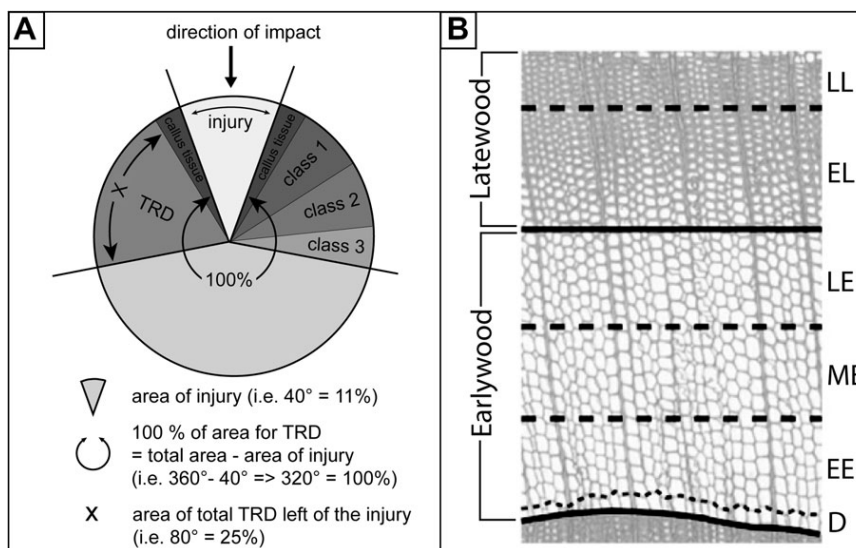 A
direction of impact
injury
callus tissue
callus tissue
class 1
class 2
class 3
X
TRD
100%
area of injury (i.e. 40° = 11%)
100 % of area for TRD
= total area - area of injury
(i.e. 360°- 40° => 320° = 100%)
X area of total TRD left of the injury
(i.e. 80° = 25%)
B
Latewood
Earlywood
LL
EL
LE
ME
EE
D